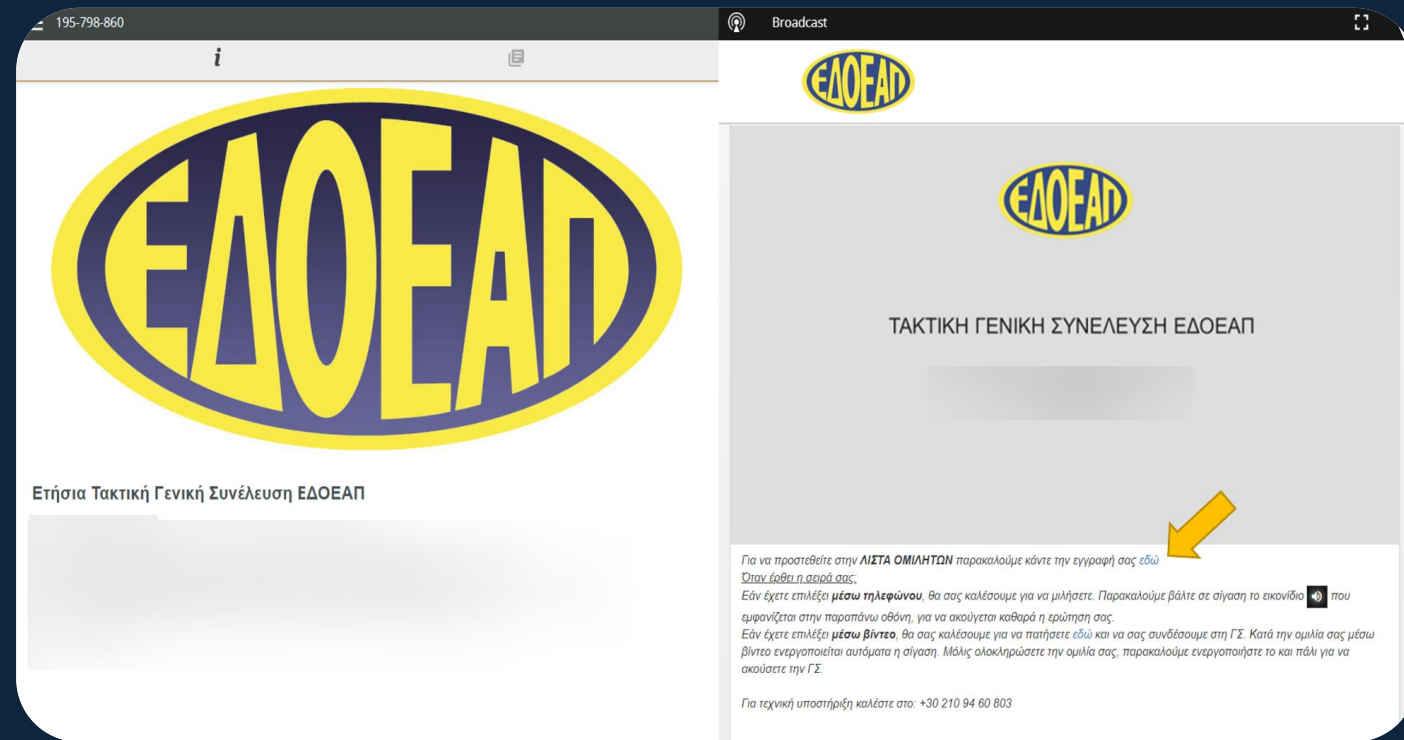 195-798-860
i
ΕΔΟΕΑΠ
Ετήσια Τακτική Γενική Συνέλευση ΕΔΟΕΑΠ
Broadcast
ΕΔΟΕΑΠ
ΕΔΟΕΑΠ
ΤΑΚΤΙΚΗ ΓΕΝΙΚΗ ΣΥΝΕΛΕΥΣΗ ΕΔΟΕΑΠ
Για να προστεθείτε στην ΛΙΣΤΑ ΟΜΙΛΗΤΩΝ παρακαλούμε κάντε την εγγραφή σας εδώ
Όταν έρθει η σειρά σας:
Εάν έχετε επιλέξει μέσω τηλεφώνου, θα σας καλέσουμε για να μιλήσετε. Παρακαλούμε βάλτε σε σίγαση το εικονίδιο που
εμφανίζεται στην παραπάνω οθόνη, για να ακούγεται καθαρά η ερώτηση σας.
Εάν έχετε επιλέξει μέσω βίντεο, θα σας καλέσουμε για να πατήσετε εδώ και να σας συνδέσουμε στη ΓΣ. Κατά την ομιλία σας μέσω
βίντεο ενεργοποιείται αυτόματα η σίγαση. Μόλις ολοκληρώσετε την ομιλία σας, παρακαλούμε ενεργοποιήστε το και πάλι για να
ακούσετε την ΓΣ.
Για τεχνική υποστήριξη καλέστε στο: +30 210 94 60 803